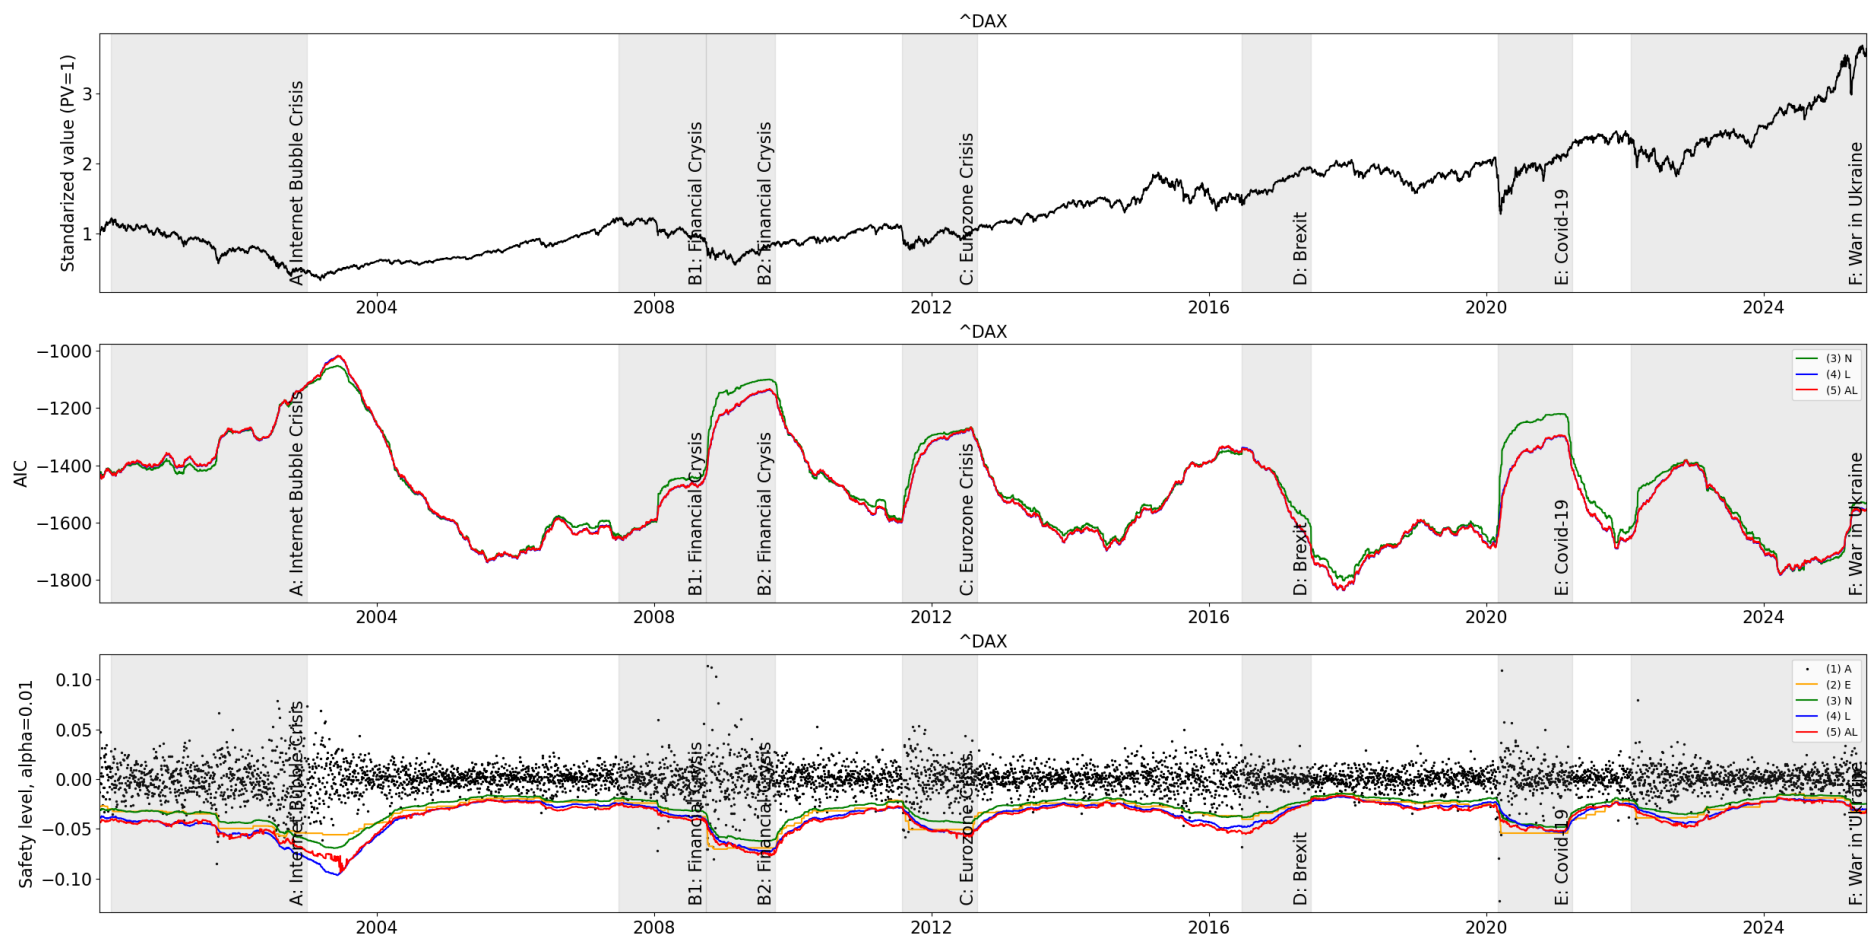 ^DAX
Standarized value (PV=1)
3
2
1
A: Internet Bubble Crisis
B1: Financial Crysis
B2: Financial Crysis
C: Eurozone Crisis
D: Brexit
E: Covid-19
F: War in Ukraine
2004
2008
2012
2016
2020
2024
^DAX
AIC
−1000
−1200
−1400
−1600
−1800
A: Internet Bubble Crisis
B1: Financial Crysis
B2: Financial Crysis
C: Eurozone Crisis
D: Brexit
E: Covid-19
F: War in Ukraine
(3) N
(4) L
(5) AL
2004
2008
2012
2016
2020
2024
^DAX
Safety level, alpha=0.01
0.10
0.05
0.00
−0.05
−0.10
A: Internet Bubble Crisis
B1: Financial Crysis
B2: Financial Crysis
C: Eurozone Crisis
D: Brexit
E: Covid-19
F: War in Ukraine
(1) A
(2) E
(3) N
(4) L
(5) AL
2004
2008
2012
2016
2020
2024